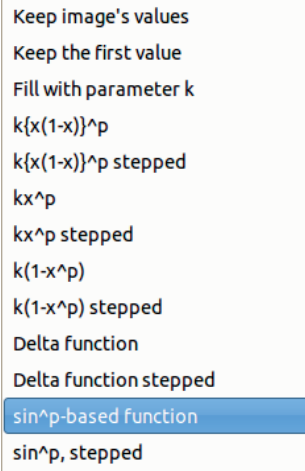 Keep image's values
Keep the first value
Fill with parameter k
k{x(1-x)}^p
k{x(1-x)}^p stepped
kx^p
kx^p stepped
k(1-x^p)
k(1-x^p) stepped
Delta function
Delta function stepped
sin^p-based function
sin^p, stepped